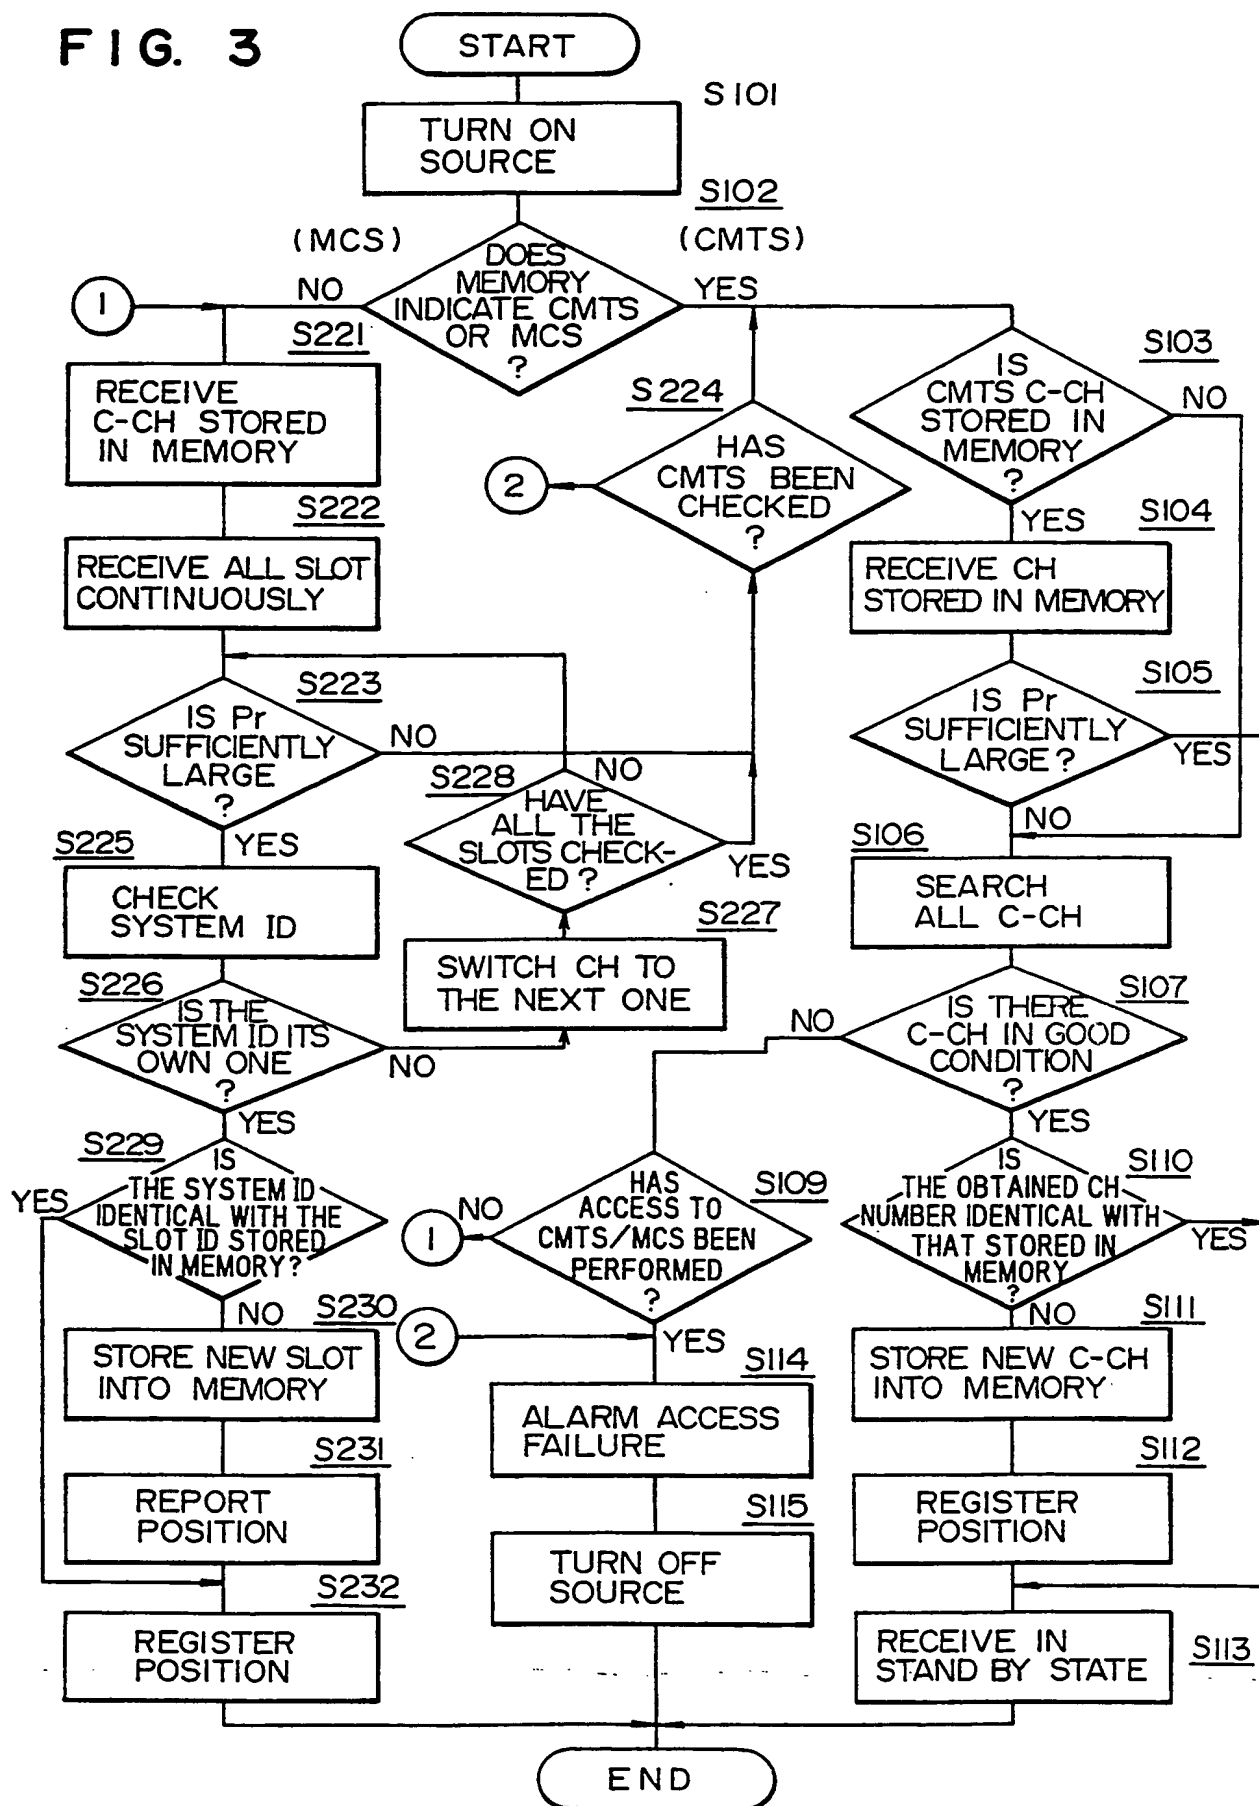 FIG. 3
START
S101
TURN ON
SOURCE
S102
(MCS)
(CMTS)
DOES
MEMORY
INDICATE CMTS
OR MCS
?
NO
YES
1
S221
RECEIVE
C-CH STORED
IN MEMORY
S222
RECEIVE ALL SLOT
CONTINUOUSLY
S223
IS Pr
SUFFICIENTLY
LARGE
?
NO
YES
S224
HAS
CMTS BEEN
CHECKED
?
2
S225
CHECK
SYSTEM ID
S226
IS THE
SYSTEM ID ITS
OWN ONE
?
NO
YES
S227
SWITCH CH TO
THE NEXT ONE
S228
NO
HAVE
ALL THE
SLOTS CHECK-
ED ?
YES
S229
IS
THE SYSTEM ID
IDENTICAL WITH THE
SLOT ID STORED
IN MEMORY?
YES
NO
S230
STORE NEW SLOT
INTO MEMORY
S231
REPORT
POSITION
S232
REGISTER
POSITION
S103
IS
CMTS C-CH
STORED IN
MEMORY
?
NO
YES
S104
RECEIVE CH
STORED IN MEMORY
S105
IS Pr
SUFFICIENTLY
LARGE ?
YES
NO
S106
SEARCH
ALL C-CH
S107
IS THERE
C-CH IN GOOD
CONDITION
?
NO
YES
S109
HAS
ACCESS TO
CMTS/MCS BEEN
PERFORMED
?
NO
1
2
YES
S114
ALARM ACCESS
FAILURE
S115
TURN OFF
SOURCE
S110
IS
THE OBTAINED CH
NUMBER IDENTICAL WITH
THAT STORED IN
MEMORY
?
YES
NO
S111
STORE NEW C-CH
INTO MEMORY
S112
REGISTER
POSITION
S113
RECEIVE IN
STAND BY STATE
END